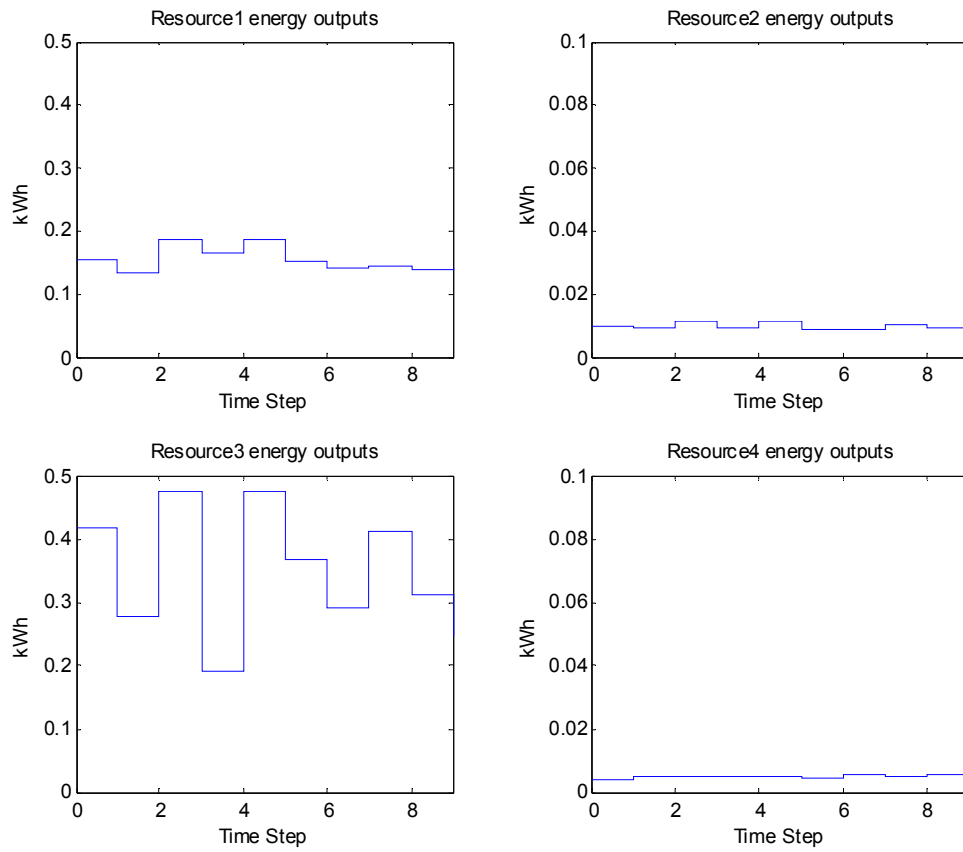 Resource1 energy outputs
0.5
0.4
0.3
0.2
0.1
0
kWh
0 2 4 6 8
Time Step
Resource2 energy outputs
0.1
0.08
0.06
0.04
0.02
0
kWh
0 2 4 6 8
Time Step
Resource3 energy outputs
0.5
0.4
0.3
0.2
0.1
0
kWh
0 2 4 6 8
Time Step
Resource4 energy outputs
0.1
0.08
0.06
0.04
0.02
0
kWh
0 2 4 6 8
Time Step